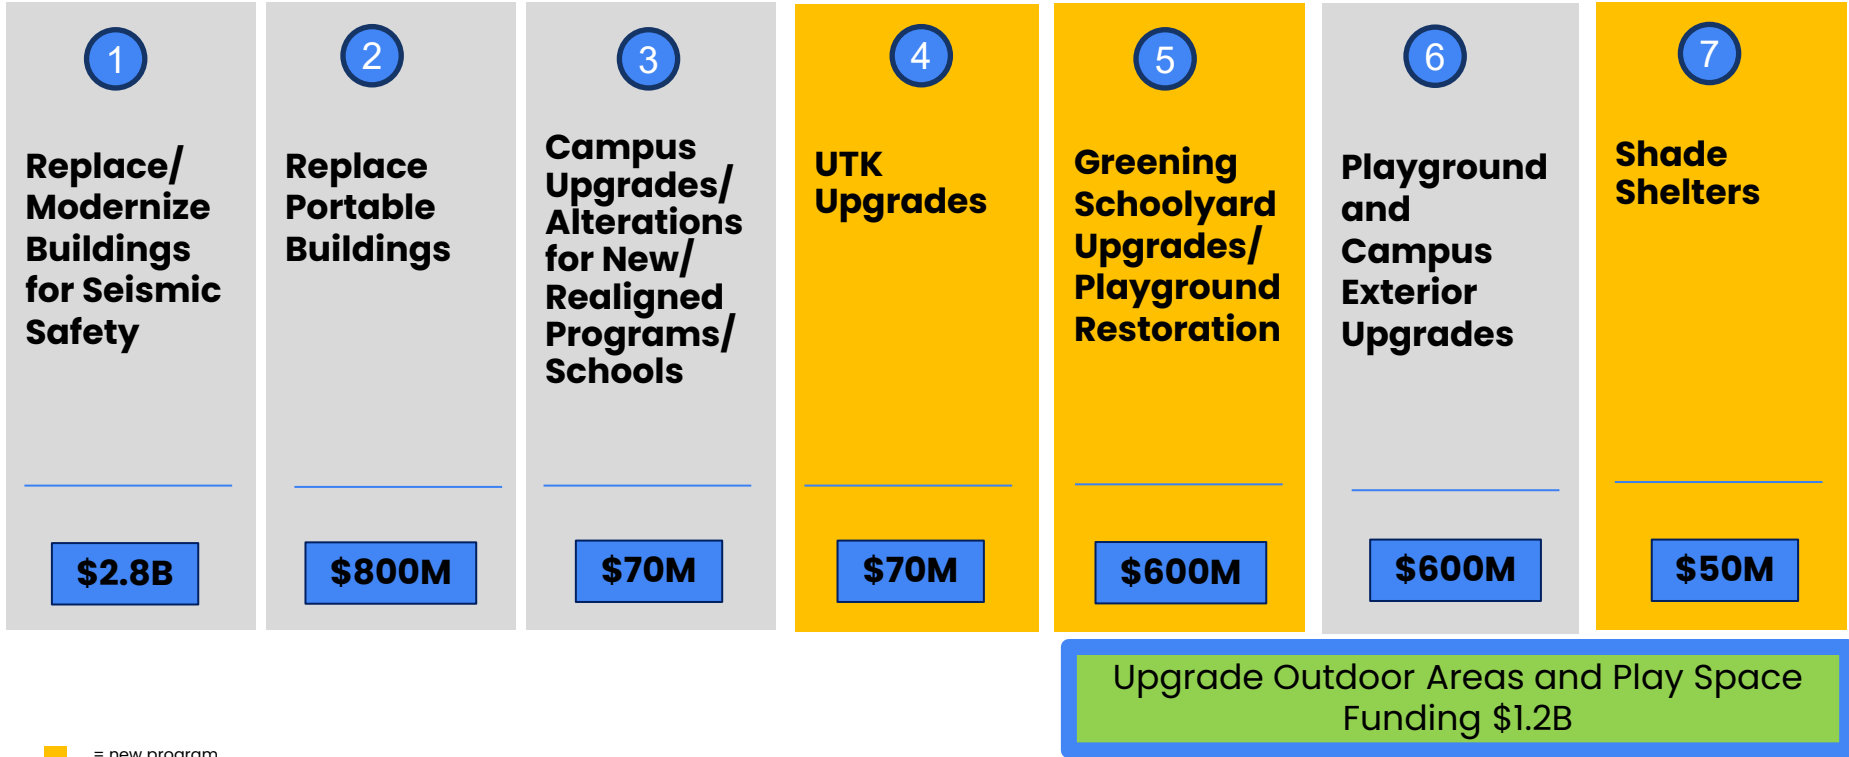 1
Replace/
Modernize
Buildings
for Seismic
Safety
$2.8B
2
Replace
Portable
Buildings
$800M
3
Campus
Upgrades/
Alterations
for New/
Realigned
Programs/
Schools
$70M
4
UTK
Upgrades
$70M
5
Greening
Schoolyard
Upgrades/
Playground
Restoration
$600M
6
Playground
and
Campus
Exterior
Upgrades
$600M
7
Shade
Shelters
$50M
Upgrade Outdoor Areas and Play Space
Funding $1.2B
= new program